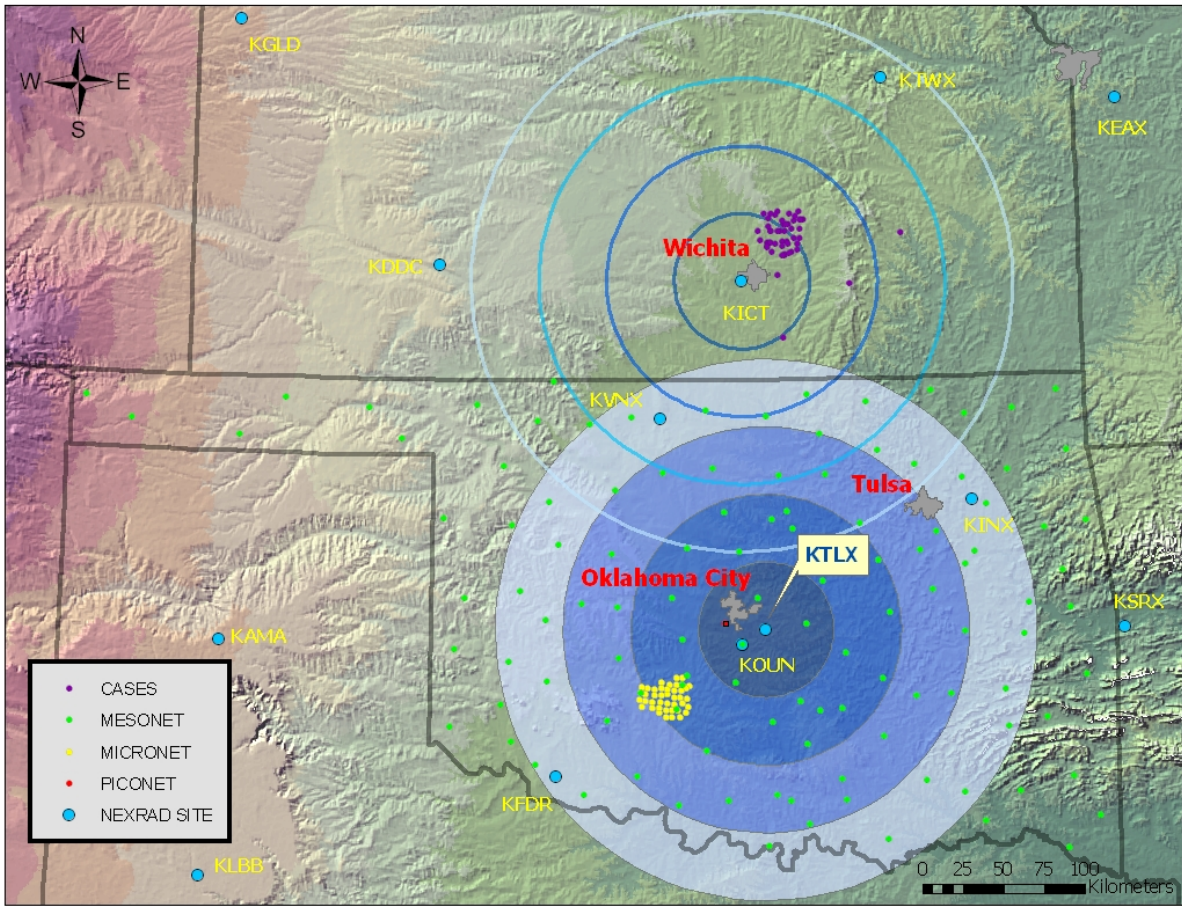 KGLD
N
W
E
S
KTWX
KEAX
Wichita
KDDC
KICT
KVNX
Tulsa
KINX
KTLX
Oklahoma City
KSRX
KAMA
KOUN
CASES
MESONET
MICRONET
PICONET
NEXRAD SITE
KFDR
KLBB
0 25 50 75 100
Kilometers